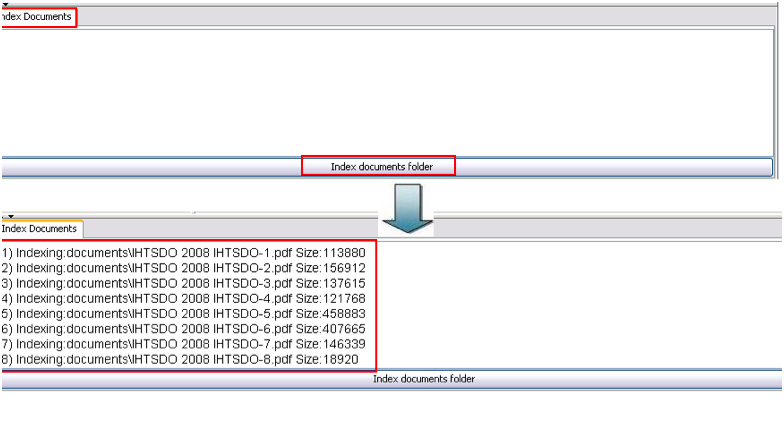 Index Documents
Index documents folder
Index Documents
1) Indexing:documents\IHTSDO 2008 IHTSDO-1.pdf Size:113880
2) Indexing:documents\IHTSDO 2008 IHTSDO-2.pdf Size:156912
3) Indexing:documents\IHTSDO 2008 IHTSDO-3.pdf Size:137615
4) Indexing:documents\IHTSDO 2008 IHTSDO-4.pdf Size:121768
5) Indexing:documents\IHTSDO 2008 IHTSDO-5.pdf Size:458883
6) Indexing:documents\IHTSDO 2008 IHTSDO-6.pdf Size:407665
7) Indexing:documents\IHTSDO 2008 IHTSDO-7.pdf Size:146339
8) Indexing:documents\IHTSDO 2008 IHTSDO-8.pdf Size:18920
Index documents folder